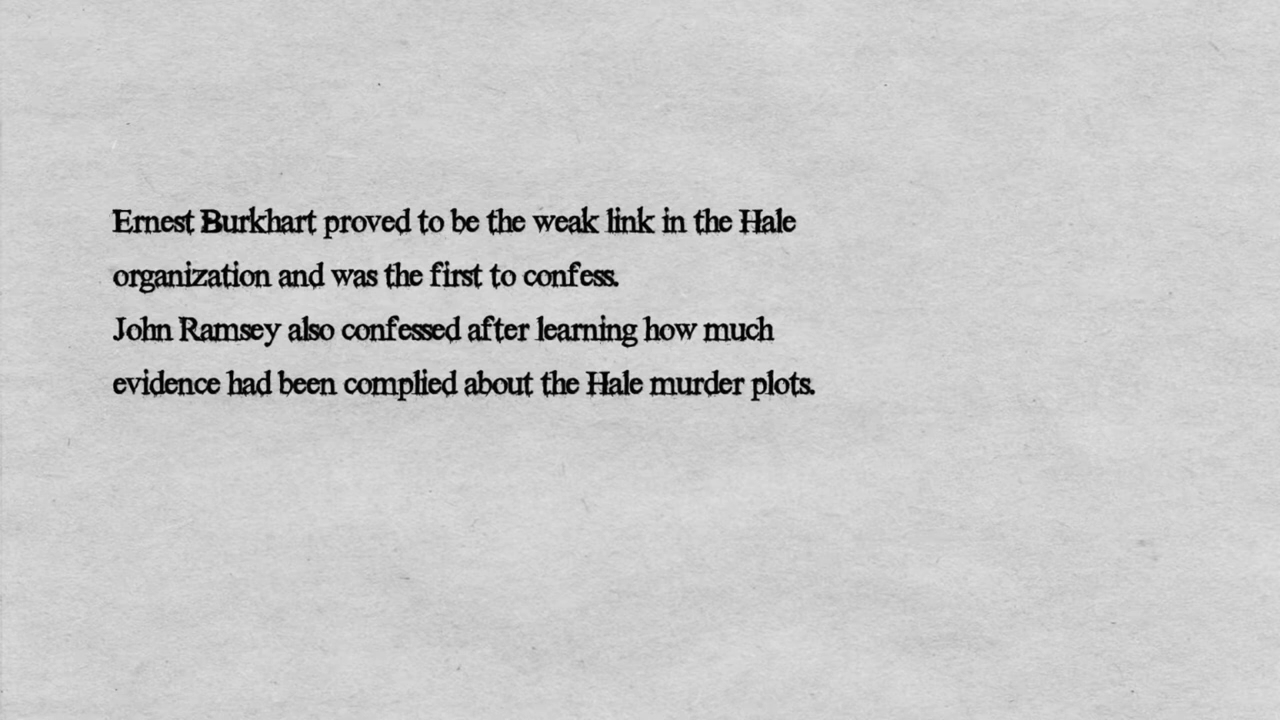 Ernest Burkhart proved to be the weak link in the Hale
organization and was the first to confess.
John Ramsey also confessed after learning how much
evidence had been complied about the Hale murder plots.